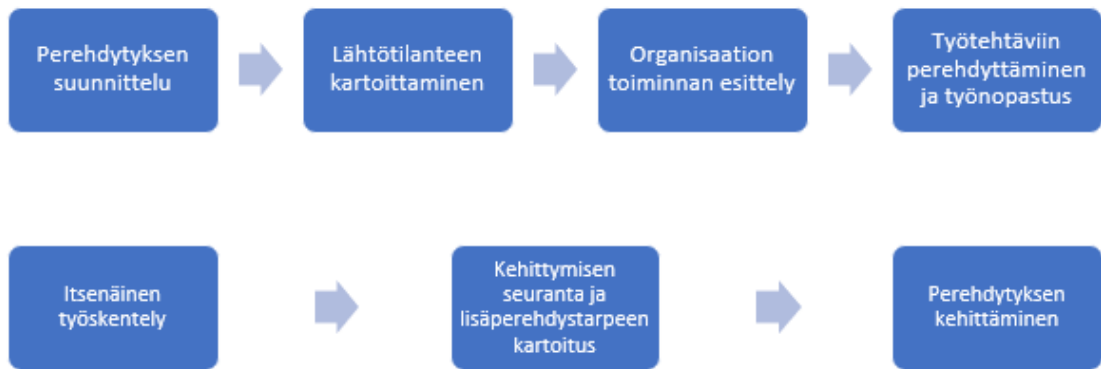 Perehdytyksen
suunnittelu
Lähtötilanteen
kartoittaminen
Organisaation
toiminnan esittely
Työtehtäviin
perehdyttäminen
ja työnopastus
Itsenäinen
työskentely
Kehittymisen
seuranta ja
lisäperehdystarpeen
kartoitus
Perehdytyksen
kehittäminen